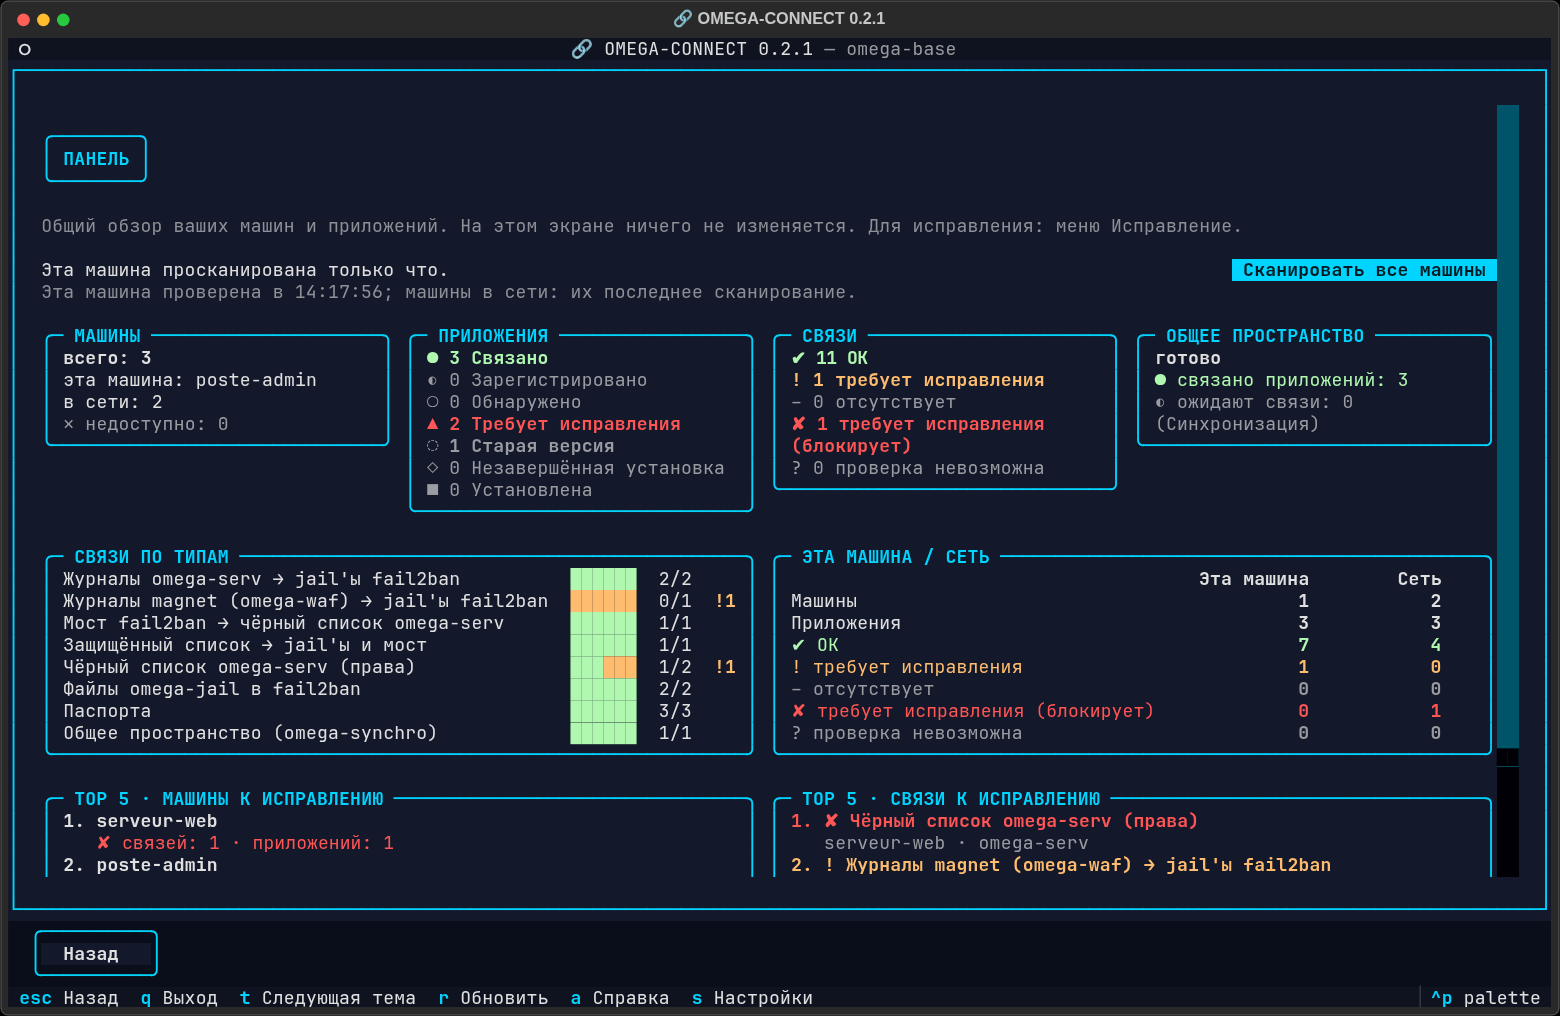 🔗 OMEGA-CONNECT 0.2.1
🔗 OMEGA-CONNECT 0.2.1 — omega-base
ПАНЕЛЬ
Общий обзор ваших машин и приложений. На этом экране ничего не изменяется. Для исправления: меню Исправление.
Эта машина просканирована только что.
Сканировать все машины
Эта машина проверена в 14:17:56; машины в сети: их последнее сканирование.
МАШИНЫ
всего: 3
эта машина: poste-admin
в сети: 2
× недоступно: 0
ПРИЛОЖЕНИЯ
● 3 Связано
◐ 0 Зарегистрировано
○ 0 Обнаружено
▲ 2 Требует исправления
◌ 1 Старая версия
◇ 0 Незавершённая установка
■ 0 Установлена
СВЯЗИ
✔ 11 OK
! 1 требует исправления
– 0 отсутствует
✘ 1 требует исправления
(блокирует)
? 0 проверка невозможна
ОБЩЕЕ ПРОСТРАНСТВО
готово
● связано приложений: 3
◐ ожидают связи: 0
(Синхронизация)
СВЯЗИ ПО ТИПАМ
Журналы omega-serv → jail'ы fail2ban 2/2
Журналы magnet (omega-waf) → jail'ы fail2ban 0/1 !1
Мост fail2ban → чёрный список omega-serv 1/1
Защищённый список → jail'ы и мост 1/1
Чёрный список omega-serv (права) 1/2 !1
Файлы omega-jail в fail2ban 2/2
Паспорта 3/3
Общее пространство (omega-synchro) 1/1
ЭТА МАШИНА / СЕТЬ
Эта машина Сеть
Машины 1 2
Приложения 3 3
✔ OK 7 4
! требует исправления 1 0
– отсутствует 0 0
✘ требует исправления (блокирует) 0 1
? проверка невозможна 0 0
TOP 5 · МАШИНЫ К ИСПРАВЛЕНИЮ
1. serveur-web
✘ связей: 1 · приложений: 1
2. poste-admin
TOP 5 · СВЯЗИ К ИСПРАВЛЕНИЮ
1. ✘ Чёрный список omega-serv (права)
serveur-web · omega-serv
2. ! Журналы magnet (omega-waf) → jail'ы fail2ban
Назад
esc Назад q Выход t Следующая тема r Обновить a Справка s Настройки ^p palette